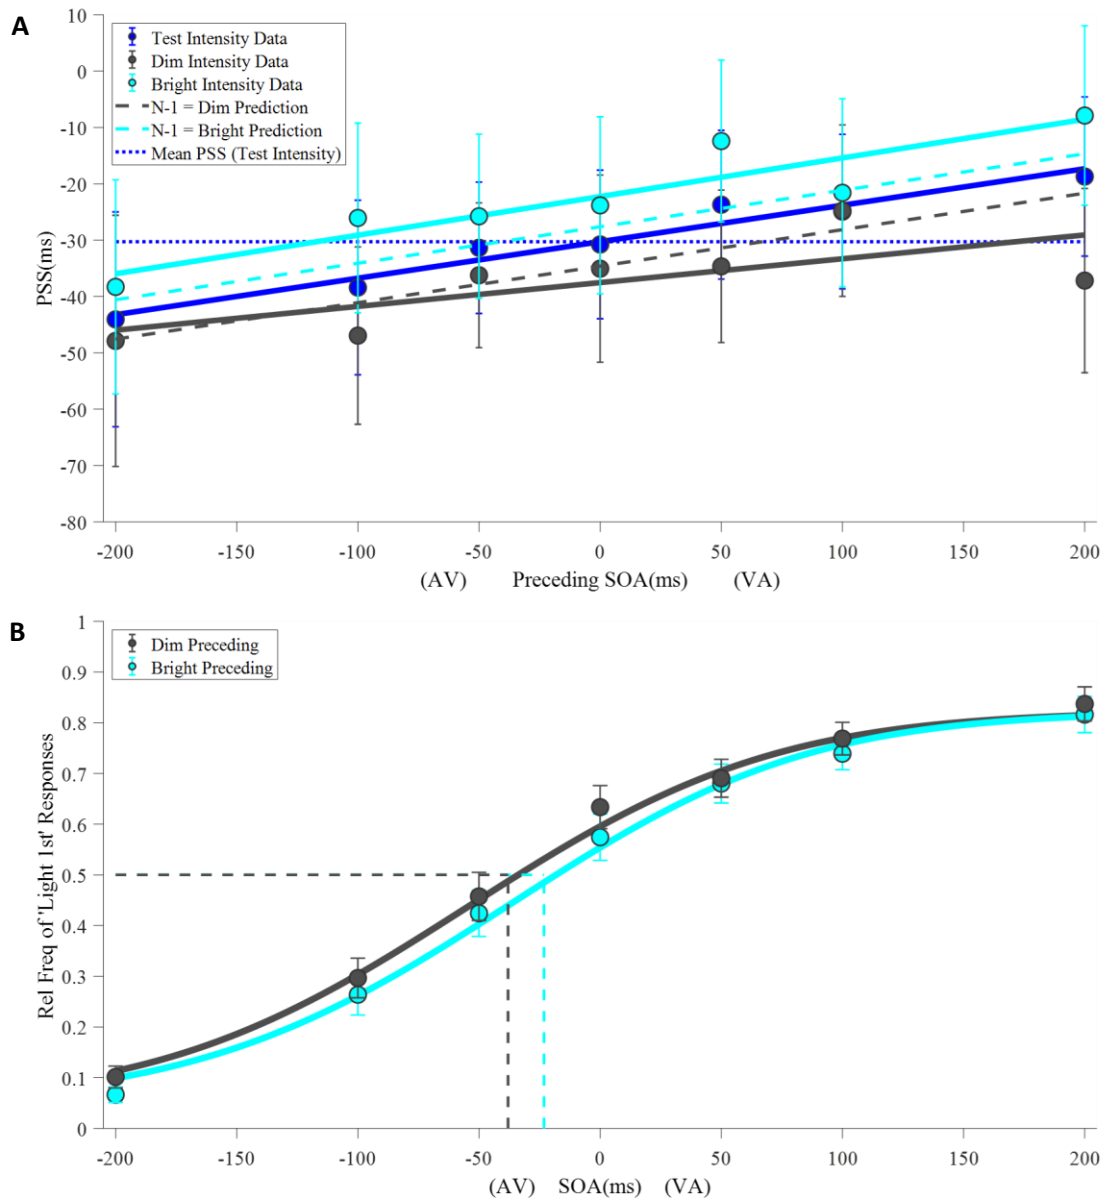 A
10
0
-10
-20
-30
-40
-50
-60
-70
-80
PSS(ms)
Test Intensity Data
Dim Intensity Data
Bright Intensity Data
N-1 = Dim Prediction
N-1 = Bright Prediction
Mean PSS (Test Intensity)
-200 -150 -100 -50 0 50 100 150 200
(AV) Preceding SOA(ms) (VA)
B
1
0.9
0.8
0.7
0.6
0.5
0.4
0.3
0.2
0.1
0
Rel Freq of 'Light 1st' Responses
Dim Preceding
Bright Preceding
-200 -150 -100 -50 0 50 100 150 200
(AV) SOA(ms) (VA)